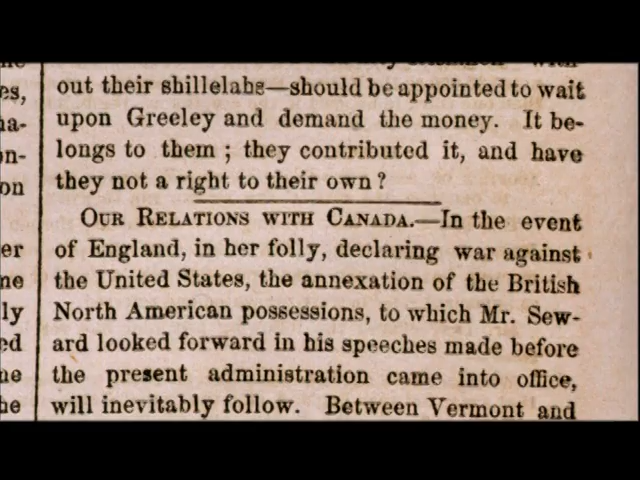 out their shillelahs—should be appointed to wait
upon Greeley and demand the money. It be-
longs to them ; they contributed it, and have
they not a right to their own ?
OUR RELATIONS WITH CANADA.—In the event
of England, in her folly, declaring war against
the United States, the annexation of the British
North American possessions, to which Mr. Sew-
ard looked forward in his speeches made before
the present administration came into office,
will inevitably follow. Between Vermont and